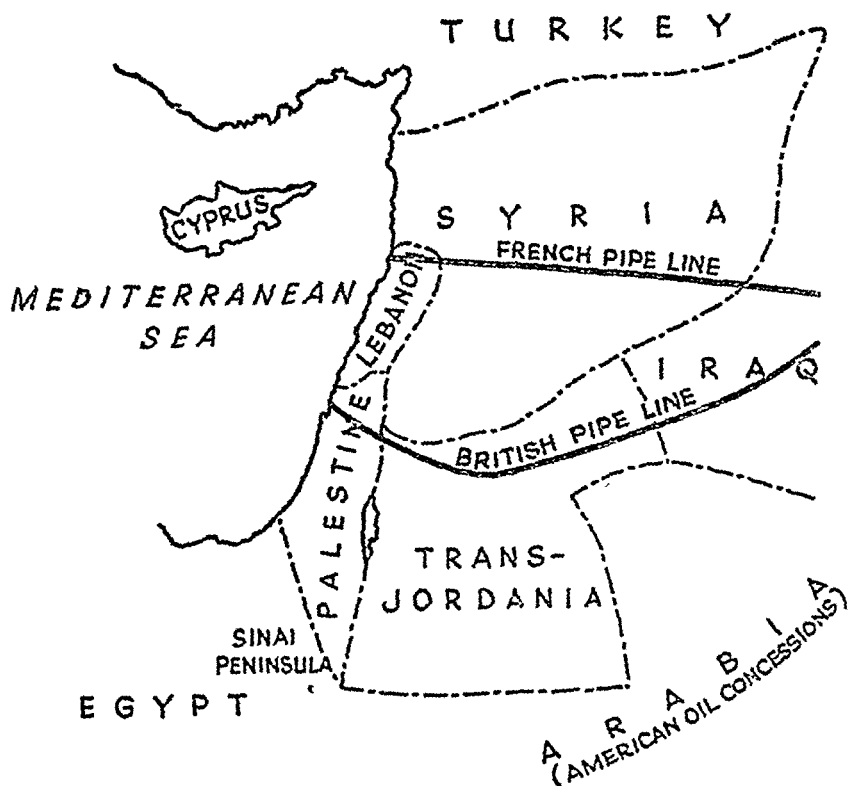 TURKEY
CYPRUS
SYRIA
FRENCH PIPE LINE
MEDITERRANEAN
SEA
LEBANON
IRAQ
BRITISH PIPE LINE
PALESTINE
TRANS-
JORDANIA
SINAI
PENINSULA
EGYPT
ARABIA
(AMERICAN OIL CONCESSIONS)